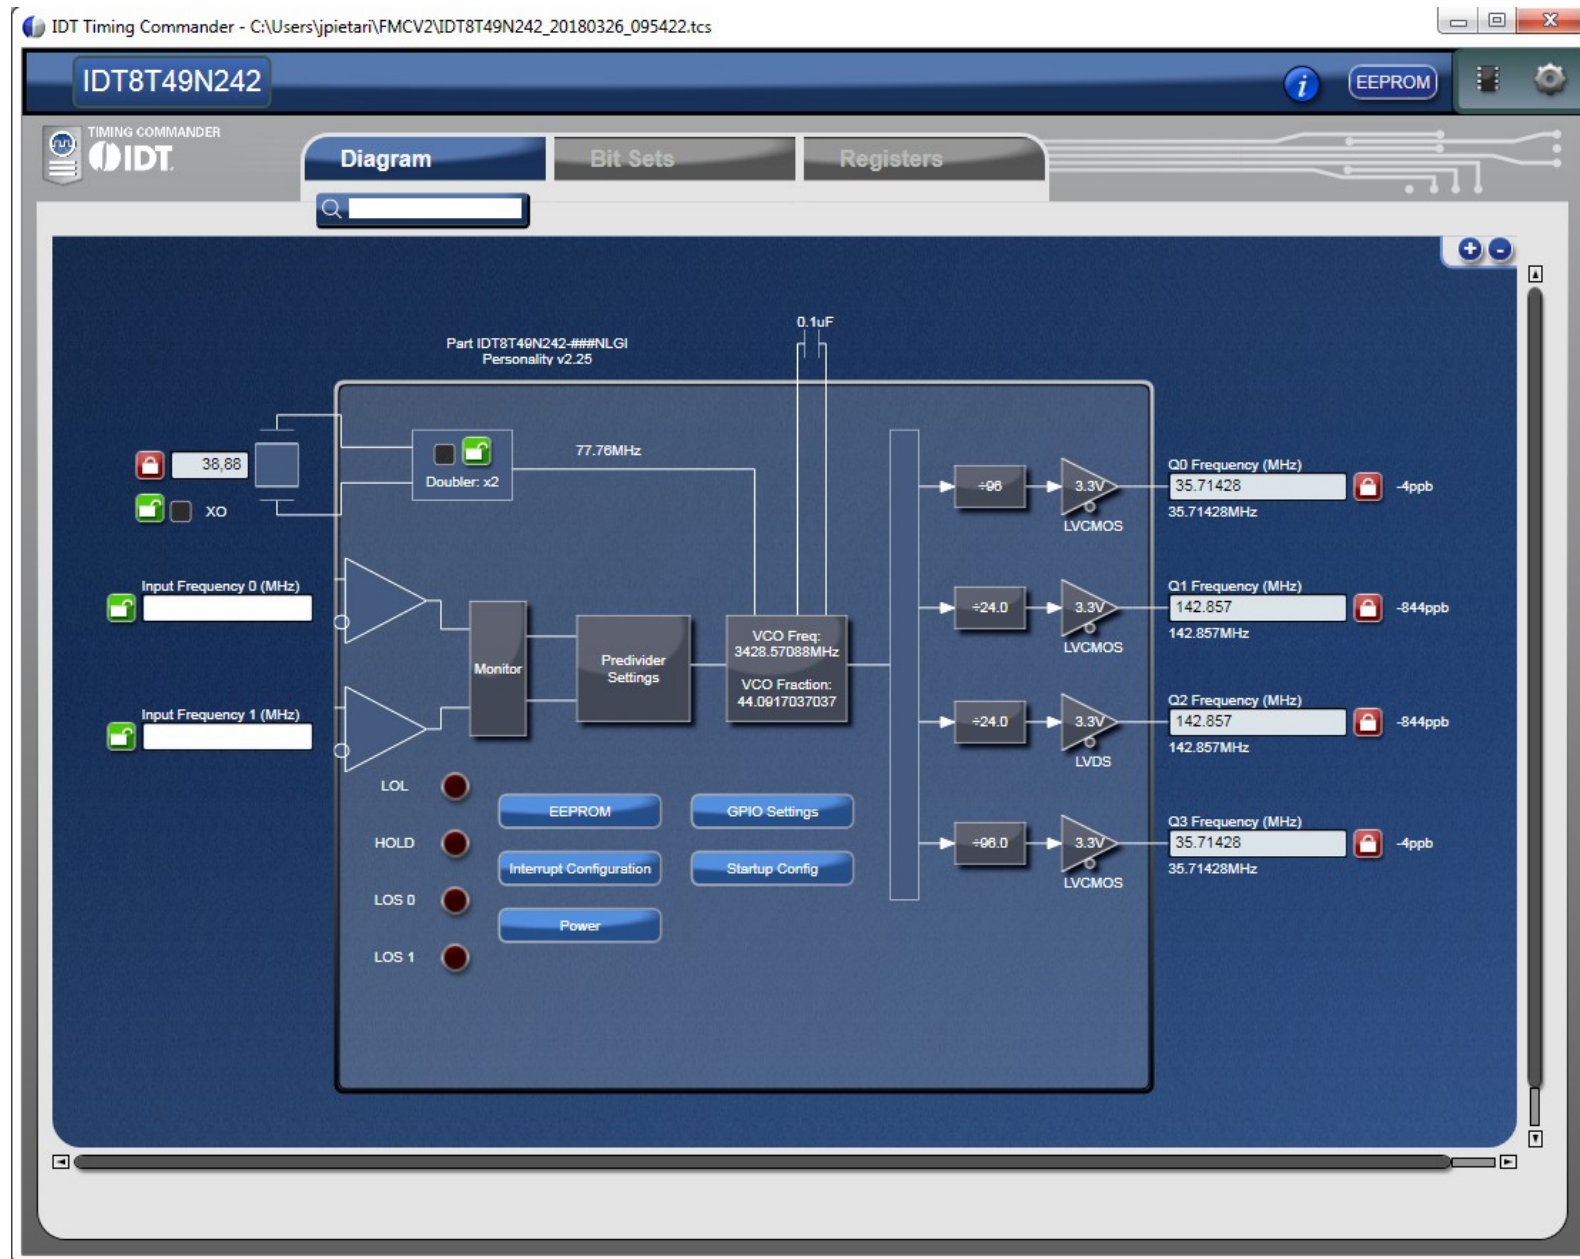 IDT Timing Commander - C:\Users\jpietari\FMCV2\IDT8T49N242_20180326_095422.tcs
IDT8T49N242
i
EEPROM
TIMING COMMANDER
IDT.
Diagram
Bit Sets
Registers
0.1uF
Part IDT8T49N242-###NLGI
Personality v2.25
38,88
XO
Doubler: x2
77.76MHz
÷96
3.3V
LVCMOS
Q0 Frequency (MHz)
35.71428
35.71428MHz
-4ppb
Input Frequency 0 (MHz)
÷24.0
3.3V
LVCMOS
Q1 Frequency (MHz)
142.857
142.857MHz
-844ppb
Monitor
Predivider
Settings
VCO Freq:
3428.57088MHz
VCO Fraction:
44.0917037037
Input Frequency 1 (MHz)
÷24.0
3.3V
LVDS
Q2 Frequency (MHz)
142.857
142.857MHz
-844ppb
LOL
HOLD
LOS 0
LOS 1
EEPROM
GPIO Settings
Interrupt Configuration
Startup Config
Power
÷96.0
3.3V
LVCMOS
Q3 Frequency (MHz)
35.71428
35.71428MHz
-4ppb